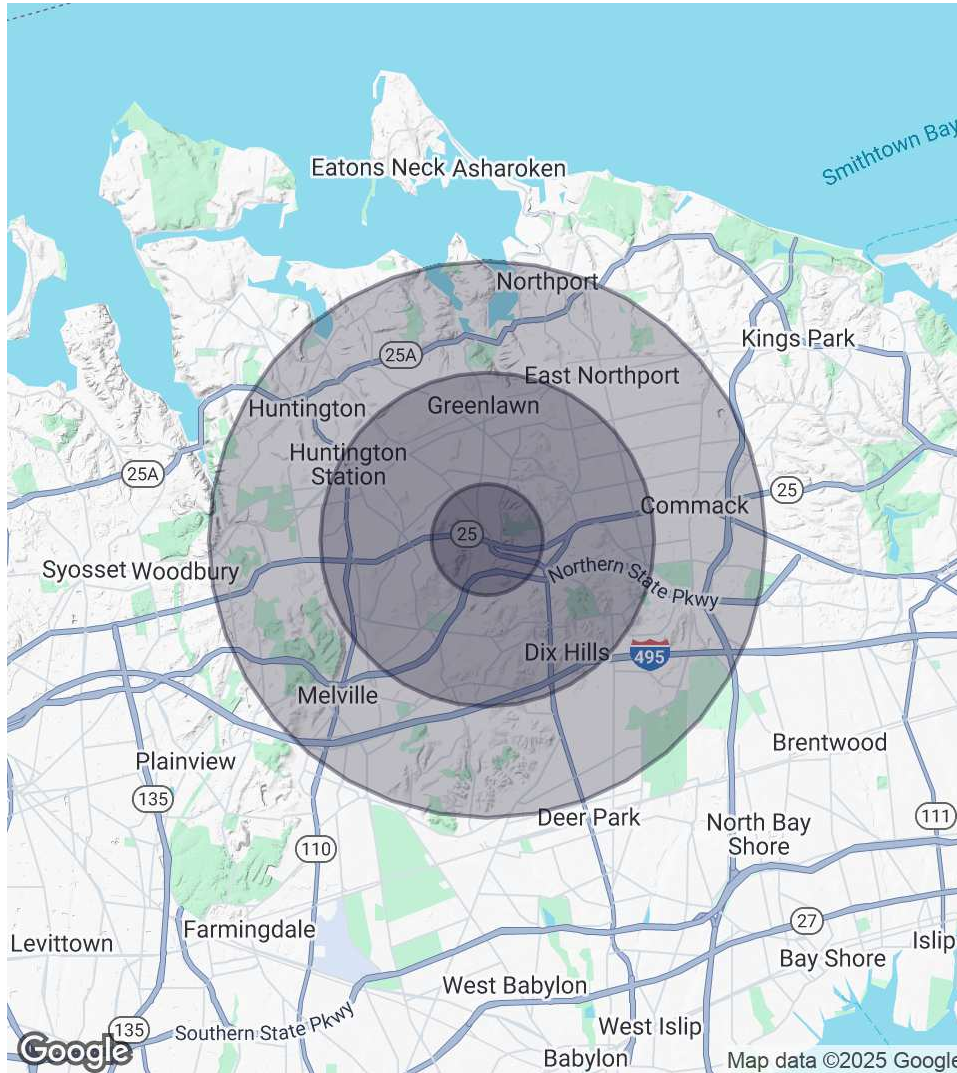 Smithtown Bay
Eatons Neck
Asharoken
Northport
Kings Park
25A
East Northport
Huntington
Greenlawn
Huntington
Station
25A
25
Commack
25
Syosset
Woodbury
Northern State Pkwy
Dix Hills
495
Melville
Brentwood
Plainview
135
Deer Park
North Bay
Shore
111
110
27
Farmingdale
Levittown
Islip
Bay Shore
West Babylon
Southern State Pkwy
135
West Islip
Babylon
Google
Map data ©2025 Google